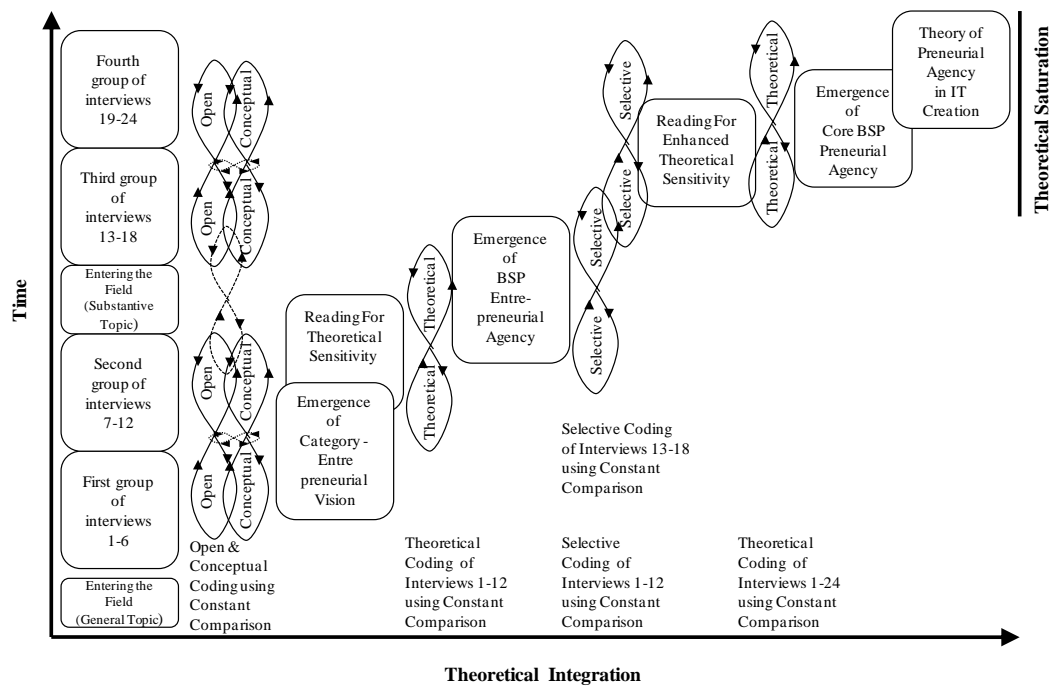 Time
Fourth
group of
interviews
19-24
Third group
of
interviews
13-18
Entering the
Field
(Substantive
Topic)
Second
group of
interviews
7-12
First group
of
interviews
1-6
Entering the
Field
(General Topic)
Open
Conceptual
Open
Conceptual
Open
Conceptual
Open
Conceptual
Open &
Conceptual
Coding using
Constant
Comparison
Reading For
Theoretical
Sensitivity
Emergence
of
Category -
Entre
preneurial
Vision
Theoretical
Theoretical
Theoretical
Coding of
Interviews 1-12
using Constant
Comparison
Emergence
of
BSP
Entre-
preneurial
Agency
Selective
Selective
Selective
Selective
Selective Coding
of Interviews 13-18
using Constant
Comparison
Selective
Coding of
Interviews 1-12
using Constant
Comparison
Reading For
Enhanced
Theoretical
Sensitivity
Theoretical
Theoretical
Theoretical
Coding of
Interviews 1-24
using Constant
Comparison
Emergence
of
Core BSP
Preneurial
Agency
Theory of
Preneurial
Agency
in IT
Creation
Theoretical Saturation
Theoretical Integration